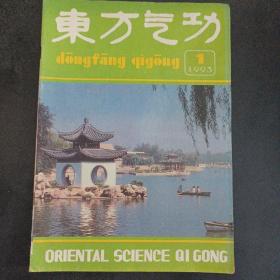 東方气功
dōngfāng qìgōng
1
1993
ORIENTAL SCIENCE QI GONG